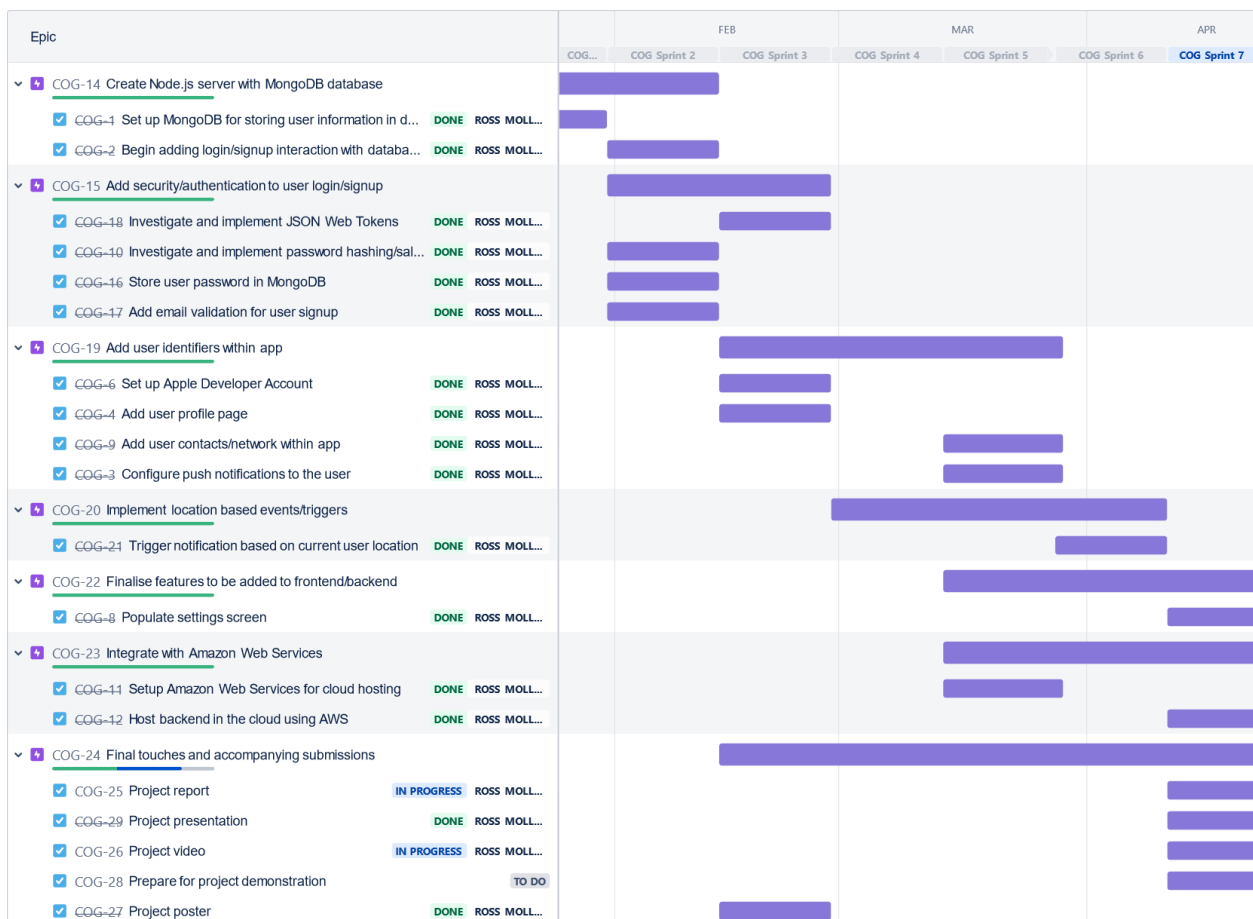 Epic
FEB MAR APR
COG... COG Sprint 2 COG Sprint 3 COG Sprint 4 COG Sprint 5 COG Sprint 6 COG Sprint 7
COG-14 Create Node.js server with MongoDB database
COG-1 Set up MongoDB for storing user information in d... DONE ROSS MOLL...
COG-2 Begin adding login/signup interaction with databa... DONE ROSS MOLL...
COG-15 Add security/authentication to user login/signup
COG-18 Investigate and implement JSON Web Tokens DONE ROSS MOLL...
COG-10 Investigate and implement password hashing/sal... DONE ROSS MOLL...
COG-16 Store user password in MongoDB DONE ROSS MOLL...
COG-17 Add email validation for user signup DONE ROSS MOLL...
COG-19 Add user identifiers within app
COG-6 Set up Apple Developer Account DONE ROSS MOLL...
COG-4 Add user profile page DONE ROSS MOLL...
COG-9 Add user contacts/network within app DONE ROSS MOLL...
COG-3 Configure push notifications to the user DONE ROSS MOLL...
COG-20 Implement location based events/triggers
COG-21 Trigger notification based on current user location DONE ROSS MOLL...
COG-22 Finalise features to be added to frontend/backend
COG-8 Populate settings screen DONE ROSS MOLL...
COG-23 Integrate with Amazon Web Services
COG-11 Setup Amazon Web Services for cloud hosting DONE ROSS MOLL...
COG-12 Host backend in the cloud using AWS DONE ROSS MOLL...
COG-24 Final touches and accompanying submissions
COG-25 Project report IN PROGRESS ROSS MOLL...
COG-29 Project presentation DONE ROSS MOLL...
COG-26 Project video IN PROGRESS ROSS MOLL...
COG-28 Prepare for project demonstration TO DO
COG-27 Project poster DONE ROSS MOLL...